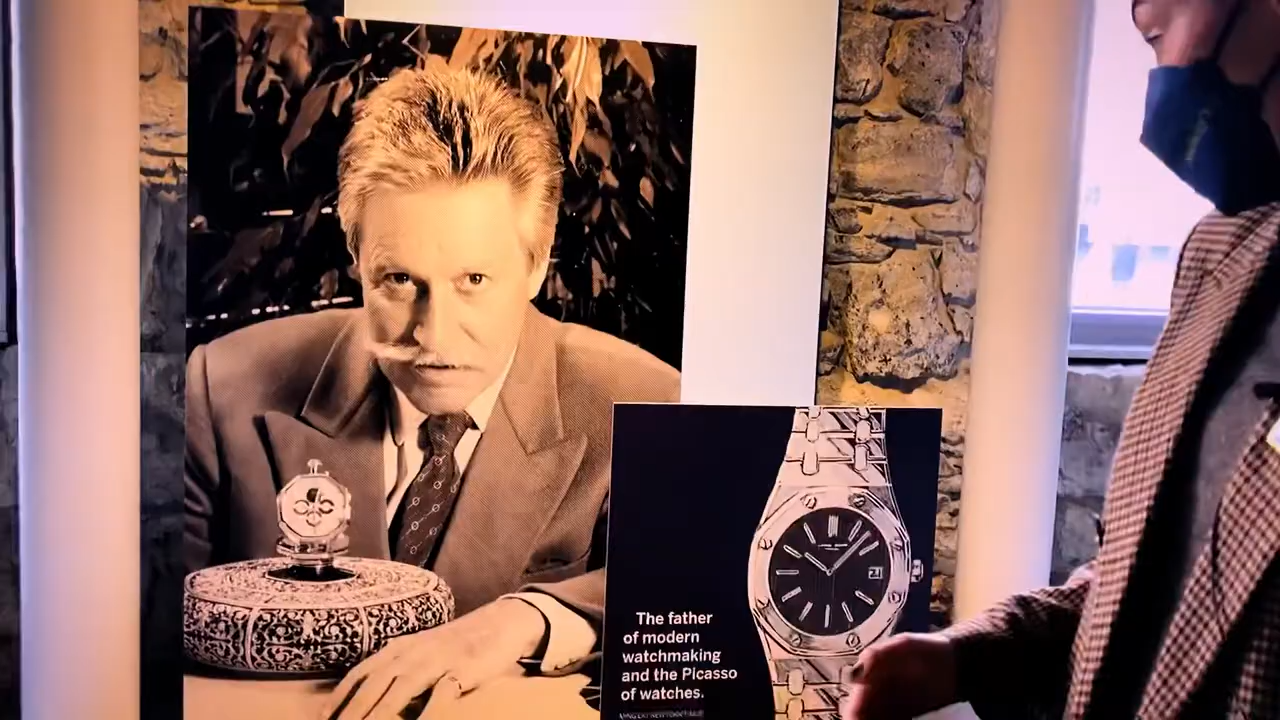 The father
of modern
watchmaking
and the Picasso
of watches.